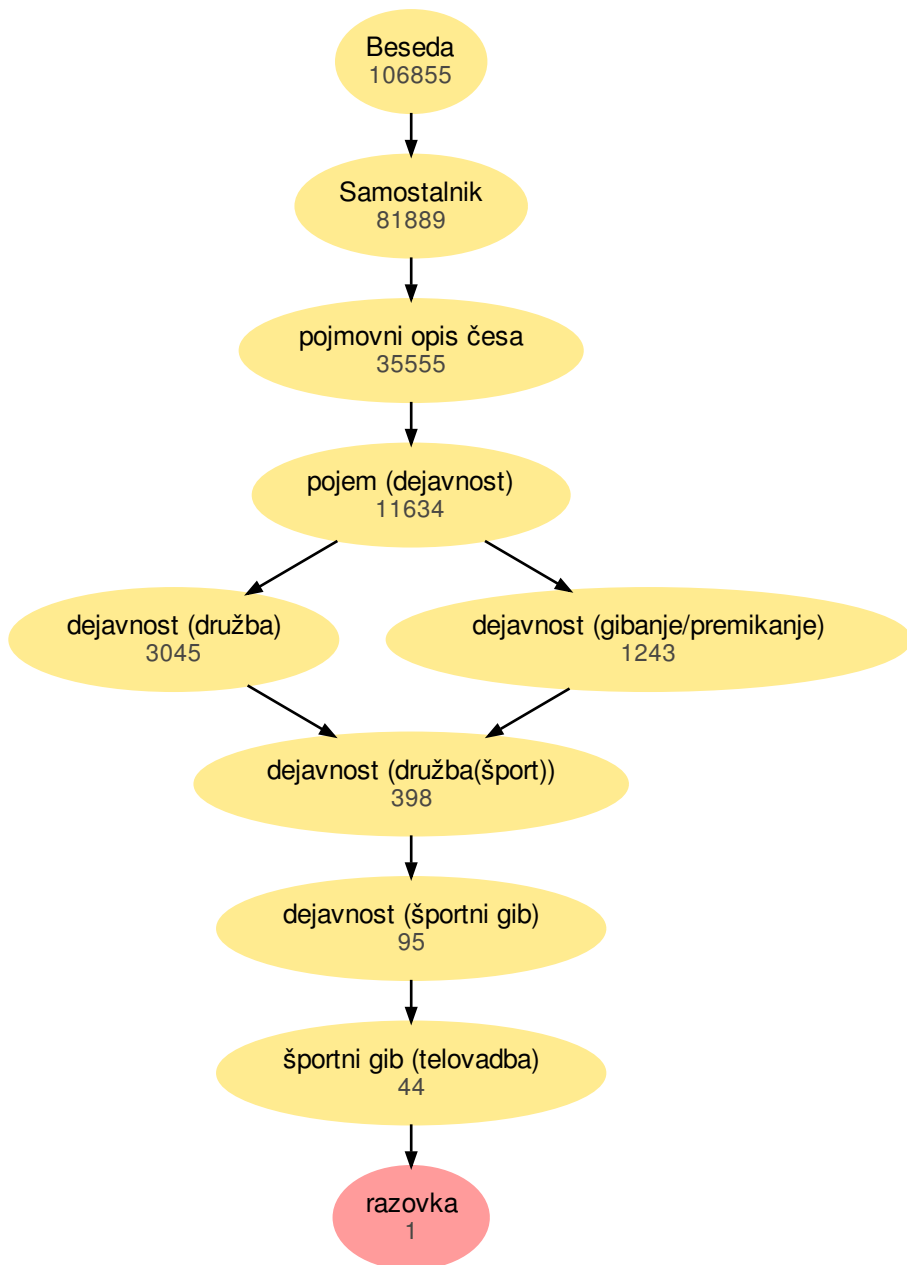 Beseda
106855
Samostalnik
81889
pojmovni opis česa
35555
pojem (dejavnost)
11634
dejavnost (družba)
3045
dejavnost (gibanje/premikanje)
1243
dejavnost (družba(šport))
398
dejavnost (športni gib)
95
športni gib (telovadba)
44
razovka
1